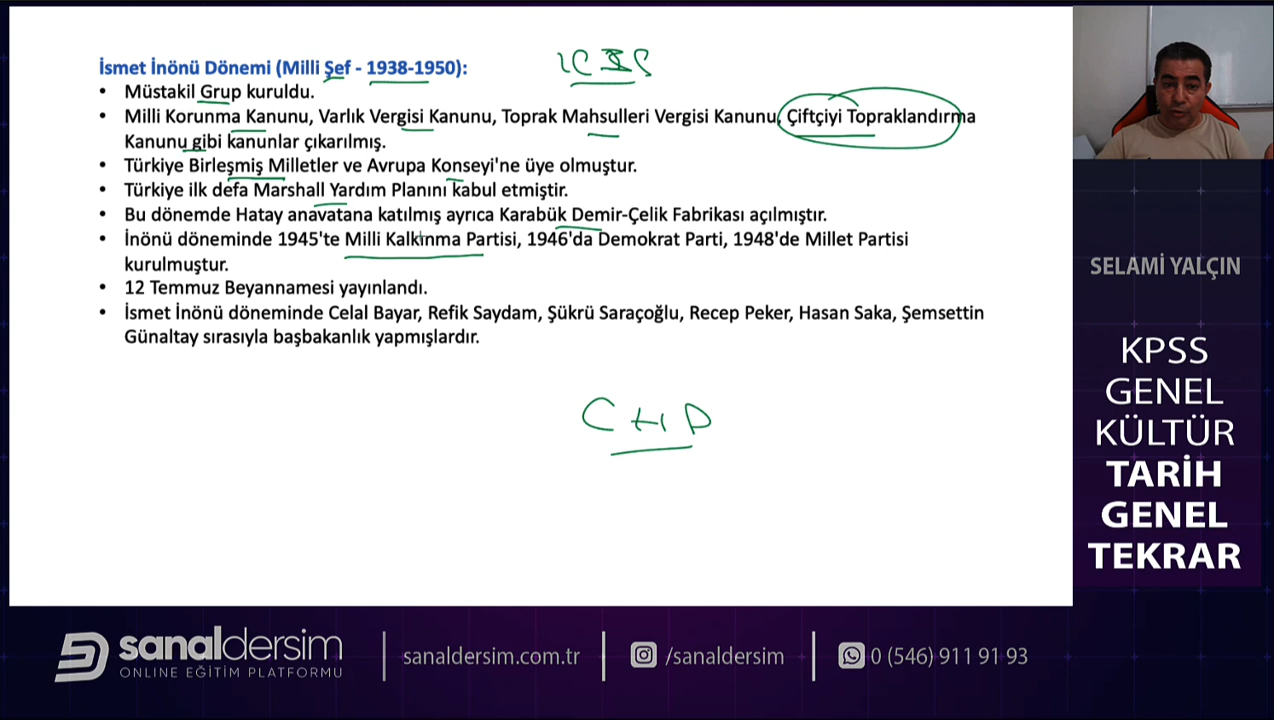 İsmet İnönü Dönemi (Milli Şef - 1938-1950):
• Müstakil Grup kuruldu.
• Milli Korunma Kanunu, Varlık Vergisi Kanunu, Toprak Mahsulleri Vergisi Kanunu, Çiftçiyi Topraklandırma
Kanunu gibi kanunlar çıkarılmış.
• Türkiye Birleşmiş Milletler ve Avrupa Konseyi'ne üye olmuştur.
• Türkiye ilk defa Marshall Yardım Planını kabul etmiştir.
• Bu dönemde Hatay anavatana katılmış ayrıca Karabük Demir-Çelik Fabrikası açılmıştır.
• İnönü döneminde 1945'te Milli Kalkınma Partisi, 1946'da Demokrat Parti, 1948'de Millet Partisi
kurulmuştur.
• 12 Temmuz Beyannamesi yayınlandı.
• İsmet İnönü döneminde Celal Bayar, Refik Saydam, Şükrü Saraçoğlu, Recep Peker, Hasan Saka, Şemsettin
Günaltay sırasıyla başbakanlık yapmışlardır.
CHP
SELAMİ YALÇIN
KPSS
GENEL
KÜLTÜR
TARİH
GENEL
TEKRAR
sanaldersim
ONLINE EĞİTİM PLATFORMU
sanaldersim.com.tr
/sanaldersim
0 (546) 911 91 93